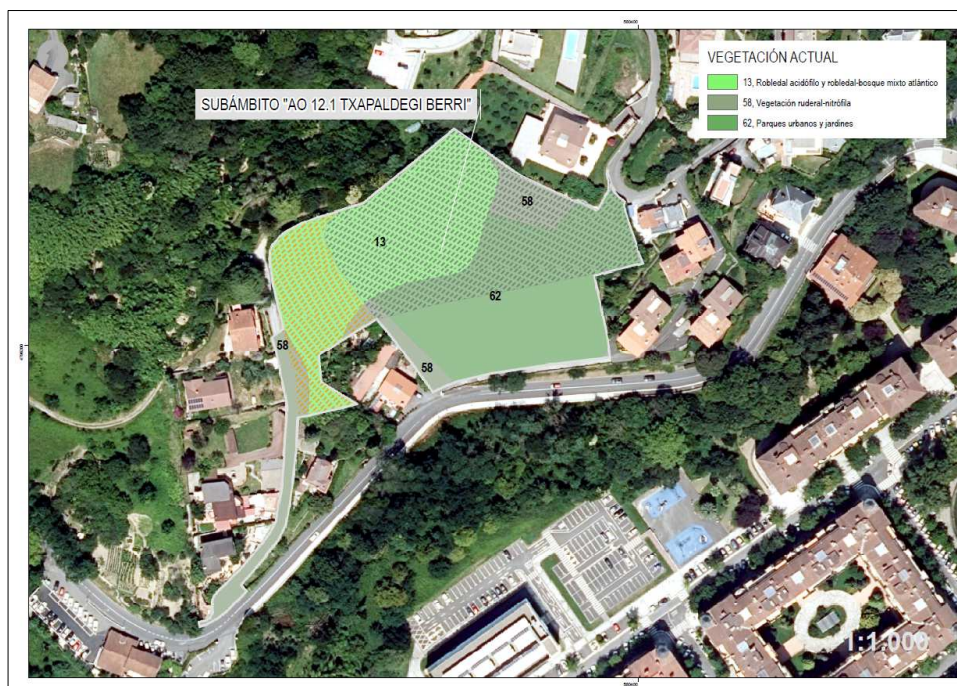 550400
VEGETACIÓN ACTUAL
13, Robledal acidófilo y robledal-bosque mixto atlántico
58, Vegetación ruderal-nitrófila
62, Parques urbanos y jardines
SUBÁMBITO "AO 12.1 TXAPALDEGI BERRI"
58
13
62
58
58
1:1.000